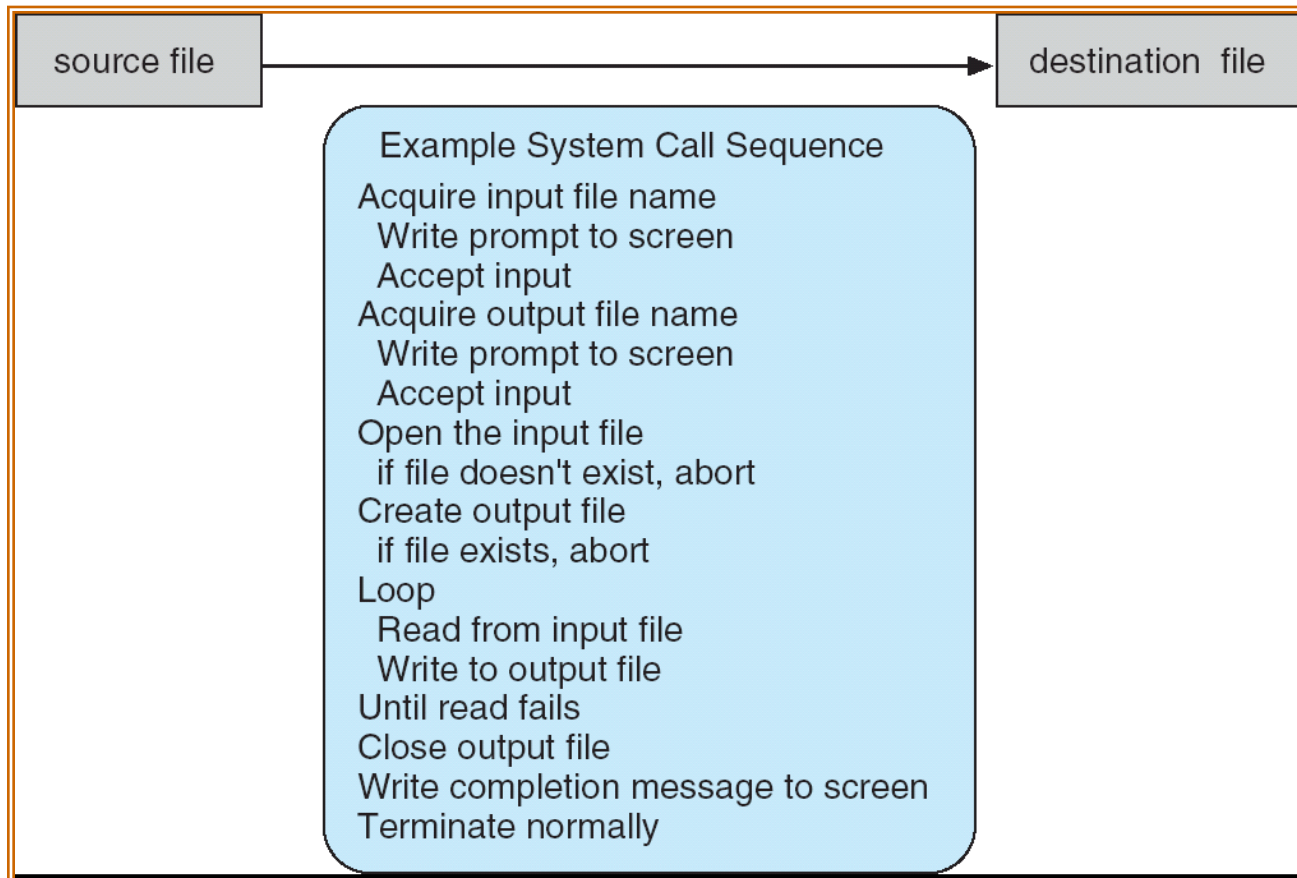 source file
destination file
Example System Call Sequence
Acquire input file name
Write prompt to screen
Accept input
Acquire output file name
Write prompt to screen
Accept input
Open the input file
if file doesn't exist, abort
Create output file
if file exists, abort
Loop
Read from input file
Write to output file
Until read fails
Close output file
Write completion message to screen
Terminate normally